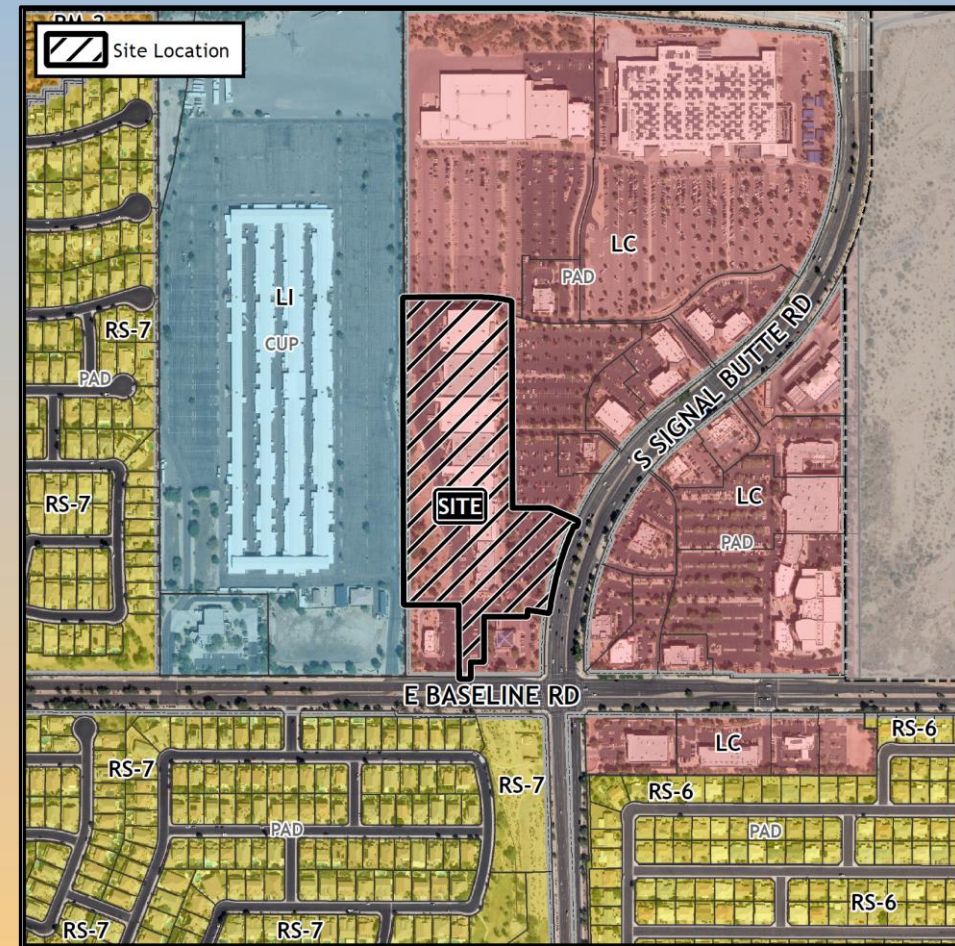 RM-2
Site Location
LC
PAD
LI
CUP
RS-7
PAD
S SIGNAL BUTTE RD
RS-7
SITE
LC
PAD
E BASELINE RD
RS-7
RS-7
LC
RS-6
RS-6
PAD
PAD
RS-6
RS-7
RS-7